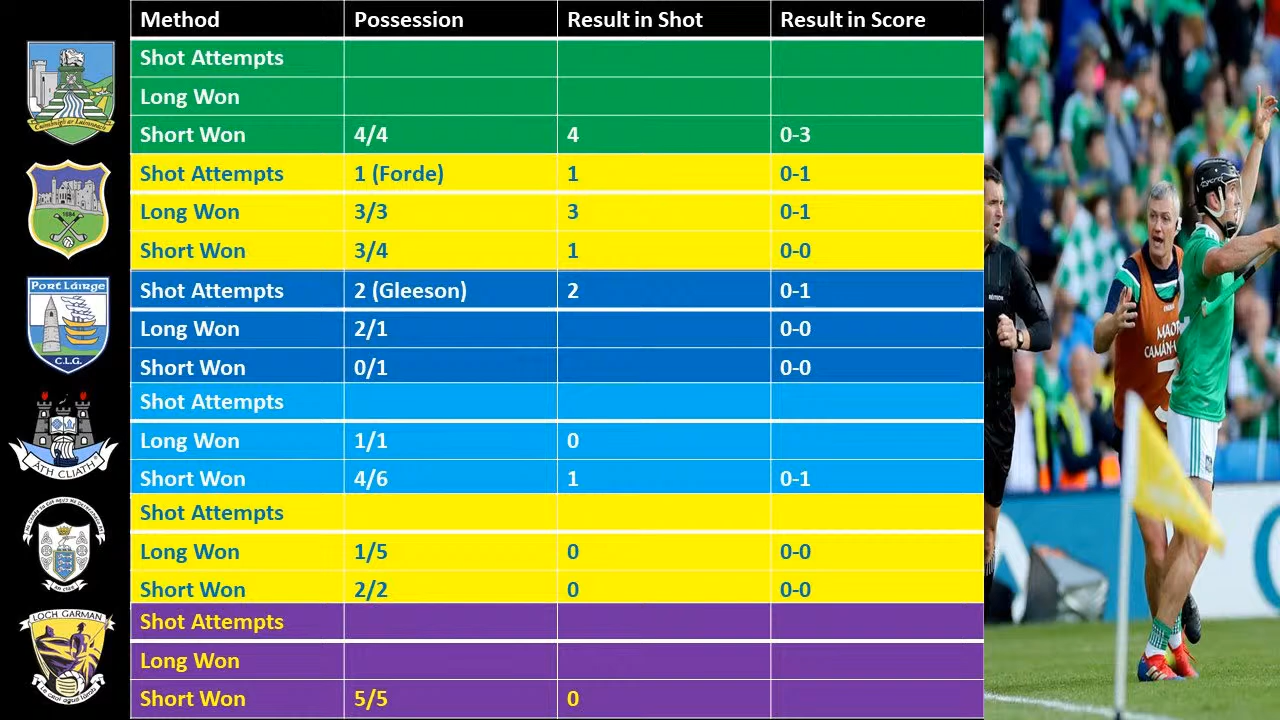 Method Possession Result in Shot Result in Score
Shot Attempts
Long Won
Short Won 4/4 4 0-3
Shot Attempts 1 (Forde) 1 0-1
1884
Long Won 3/3 3 0-1
Short Won 3/4 1 0-0
Port Láirge
Shot Attempts 2 (Gleeson) 2 0-1
Long Won 2/1 0-0
C.L.G.
Short Won 0/1 0-0
Shot Attempts
Long Won 1/1 0
ÁTH CLIATH
Short Won 4/6 1 0-1
Shot Attempts
Long Won 1/5 0 0-0
Short Won 2/2 0 0-0
LOCH GARMAN
Shot Attempts
Long Won
Short Won 5/5 0
MAOR
CAMÁN
3